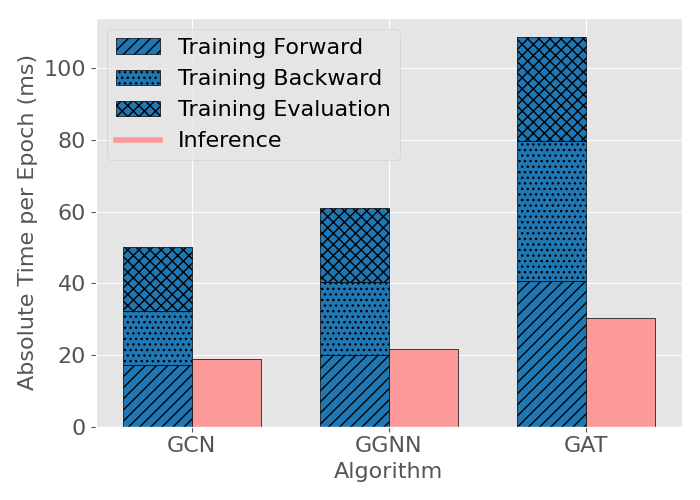 Training Forward
Training Backward
Training Evaluation
Inference
Absolute Time per Epoch (ms)
100
80
60
40
20
0
GCN GGNN GAT
Algorithm